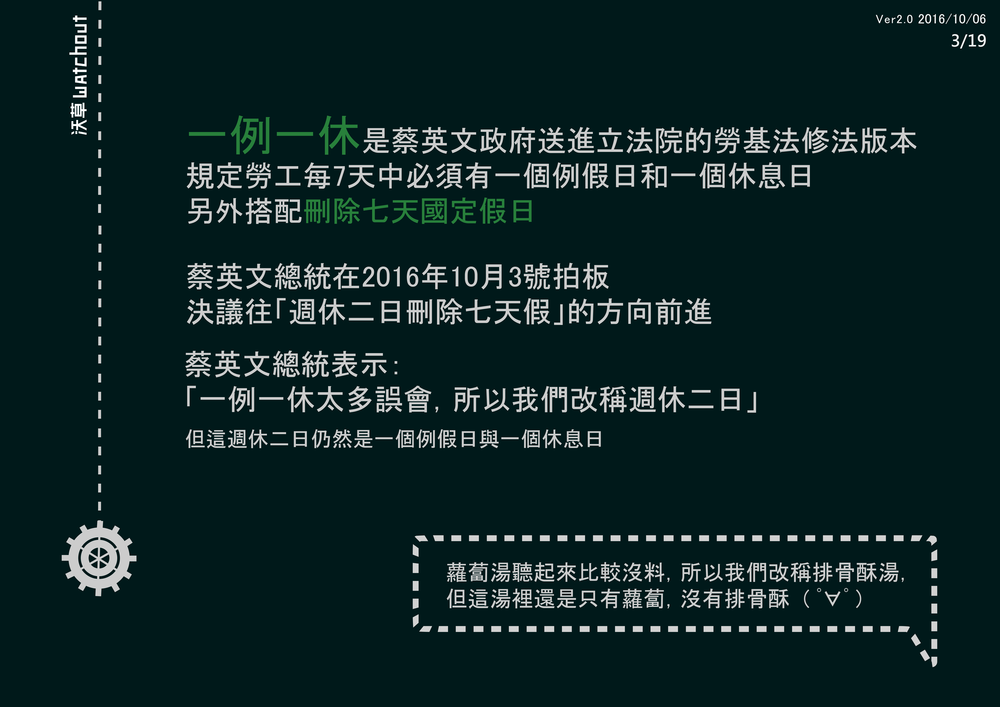 沃草 watchout
Ver2.0 2016/10/06
3/19
一例一休是蔡英文政府送進立法院的勞基法修法版本
規定勞工每7天中必須有一個例假日和一個休息日
另外搭配刪除七天國定假日
蔡英文總統在2016年10月3號拍板
決議往「週休二日刪除七天假」的方向前進
蔡英文總統表示：
「一例一休太多誤會，所以我們改稱週休二日」
但這週休二日仍然是一個例假日與一個休息日
蘿蔔湯聽起來比較沒料，所以我們改稱排骨酥湯，
但這湯裡還是只有蘿蔔，沒有排骨酥（ﾟ∀ﾟ）